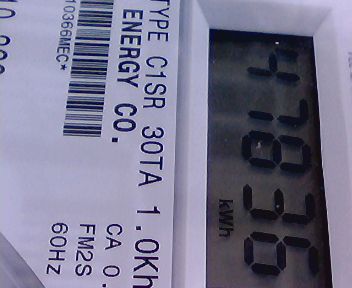 47836
kWh
TYPE C1SR 30TA 1.0Kh
ENERGY CO. CA 0.
FM2S
10366MEC* 60Hz